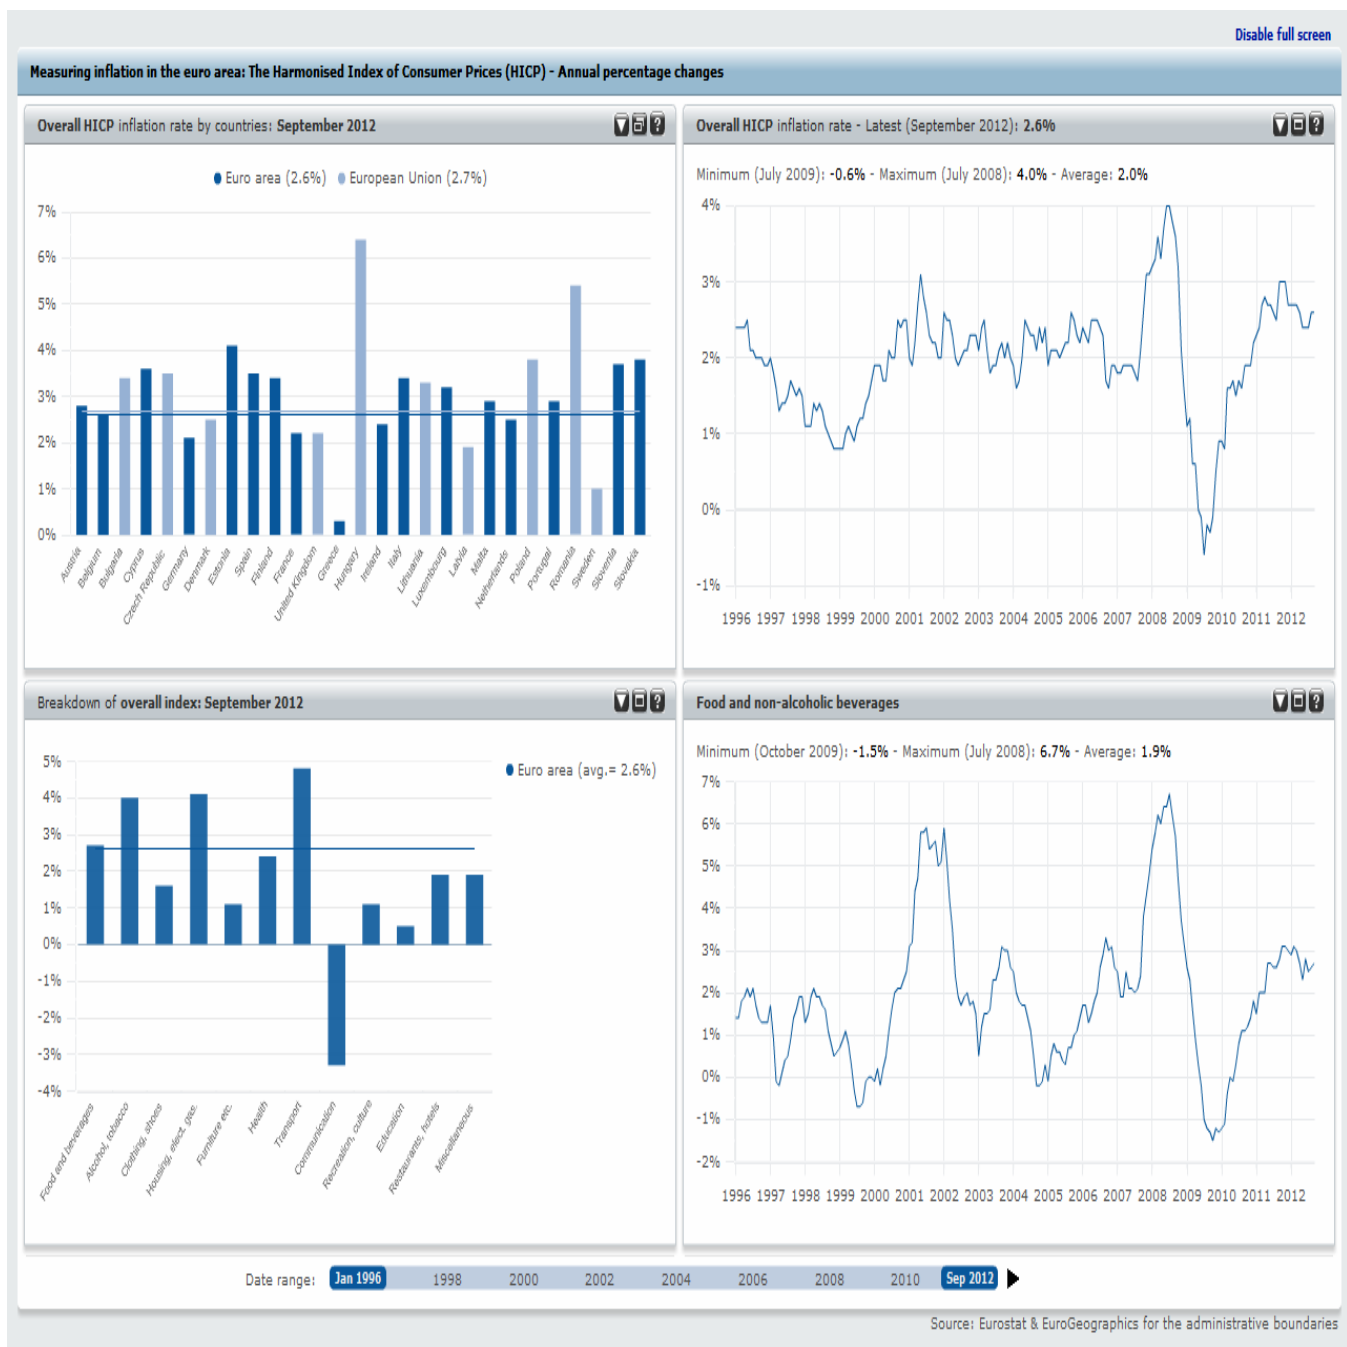 Disable full screen
Measuring inflation in the euro area: The Harmonised Index of Consumer Prices (HICP) - Annual percentage changes
Overall HICP inflation rate by countries: September 2012
Euro area (2.6%) European Union (2.7%)
7%
6%
5%
4%
3%
2%
1%
0%
Austria
Belgium
Bulgaria
Cyprus
Czech Republic
Germany
Denmark
Estonia
Spain
Finland
France
United Kingdom
Greece
Hungary
Ireland
Italy
Lithuania
Luxembourg
Latvia
Malta
Netherlands
Poland
Portugal
Romania
Sweden
Slovenia
Slovakia
Overall HICP inflation rate - Latest (September 2012): 2.6%
Minimum (July 2009): -0.6% - Maximum (July 2008): 4.0% - Average: 2.0%
4%
3%
2%
1%
0%
-1%
1996 1997 1998 1999 2000 2001 2002 2003 2004 2005 2006 2007 2008 2009 2010 2011 2012
Breakdown of overall index: September 2012
Euro area (avg.= 2.6%)
5%
4%
3%
2%
1%
0%
-1%
-2%
-3%
-4%
Food and beverages
Alcohol, tobacco
Clothing, shoes
Housing, elect. gas.
Furniture etc.
Health
Transport
Communication
Recreation, culture
Education
Restaurants, hotels
Miscellaneous
Food and non-alcoholic beverages
Minimum (October 2009): -1.5% - Maximum (July 2008): 6.7% - Average: 1.9%
7%
6%
5%
4%
3%
2%
1%
0%
-1%
-2%
1996 1997 1998 1999 2000 2001 2002 2003 2004 2005 2006 2007 2008 2009 2010 2011 2012
Date range: Jan 1996 1998 2000 2002 2004 2006 2008 2010 Sep 2012
Source: Eurostat & EuroGeographics for the administrative boundaries